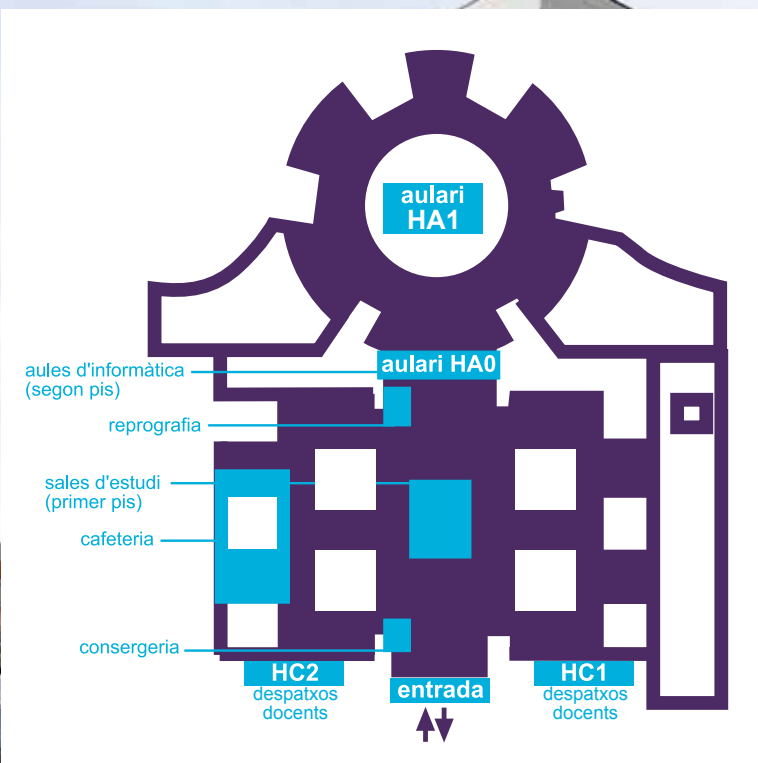 aulari
HA1
aulari HA0
aules d'informàtica
(segon pis)
reprografia
sales d'estudi
(primer pis)
cafeteria
consergeria
HC2
despatxos
docents
entrada
HC1
despatxos
docents